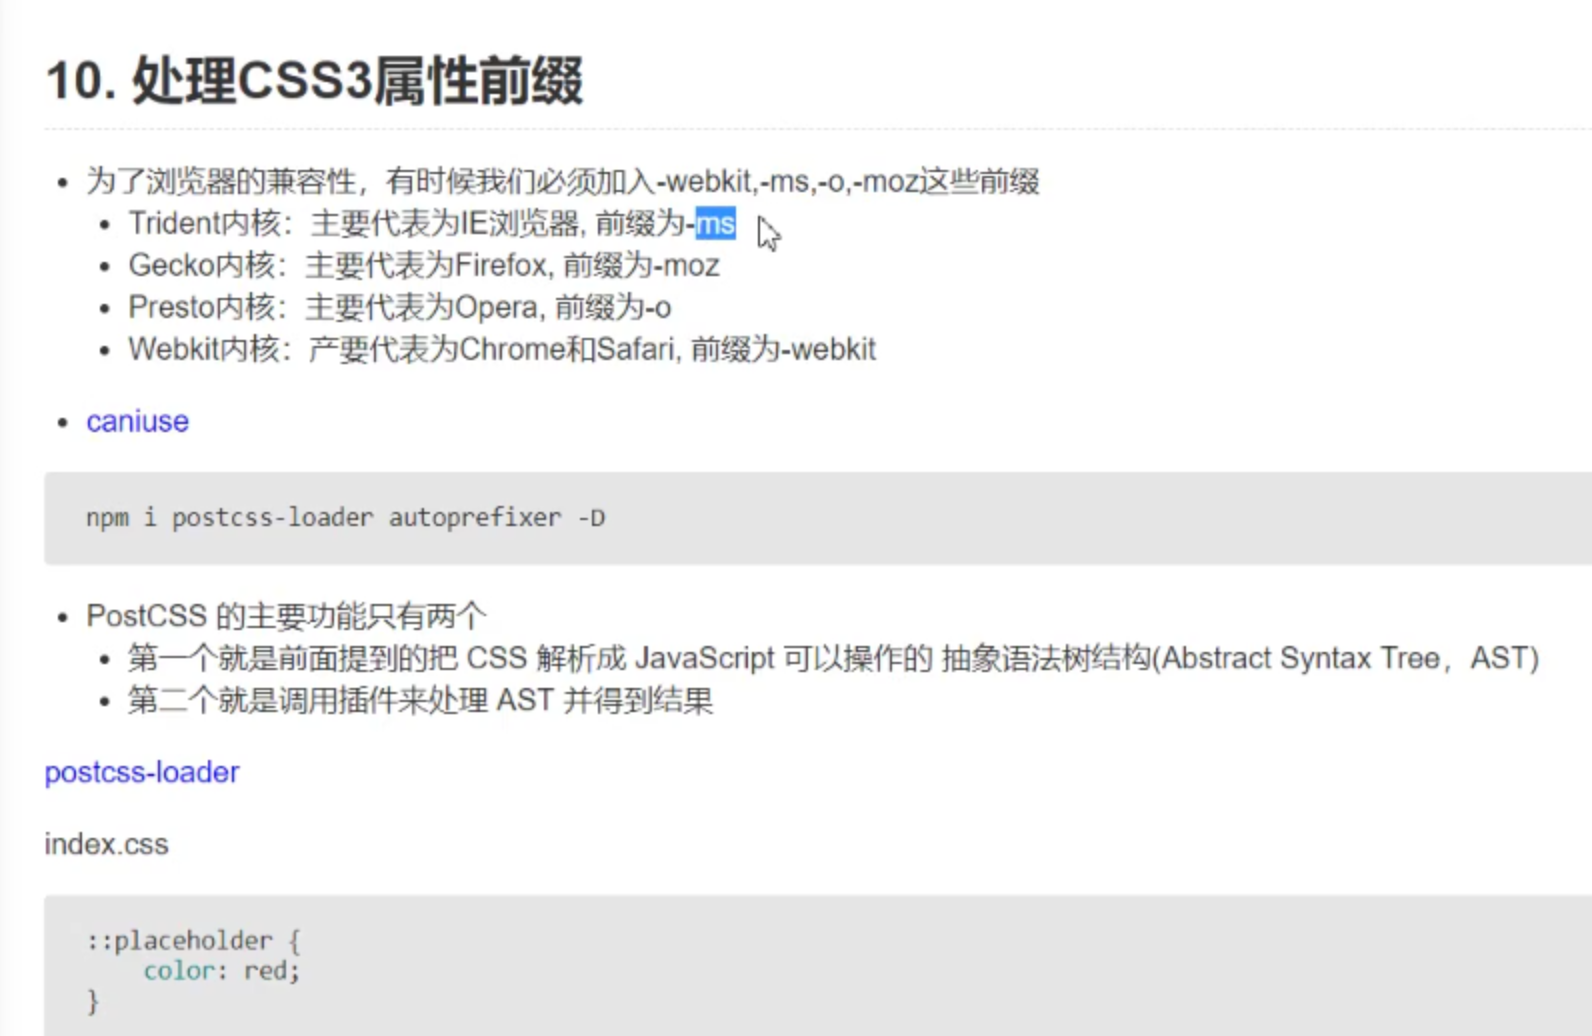 10. 处理CSS3属性前缀
为了浏览器的兼容性，有时候我们必须加入-webkit,-ms,-o,-moz这些前缀
Trident内核：主要代表为IE浏览器, 前缀为-ms
Gecko内核：主要代表为Firefox, 前缀为-moz
Presto内核：主要代表为Opera, 前缀为-o
Webkit内核：产要代表为Chrome和Safari, 前缀为-webkit
caniuse
npm i postcss-loader autoprefixer -D
PostCSS 的主要功能只有两个
第一个就是前面提到的把 CSS 解析成 JavaScript 可以操作的 抽象语法树结构(Abstract Syntax Tree，AST)
第二个就是调用插件来处理 AST 并得到结果
postcss-loader
index.css
::placeholder {
    color: red;
}